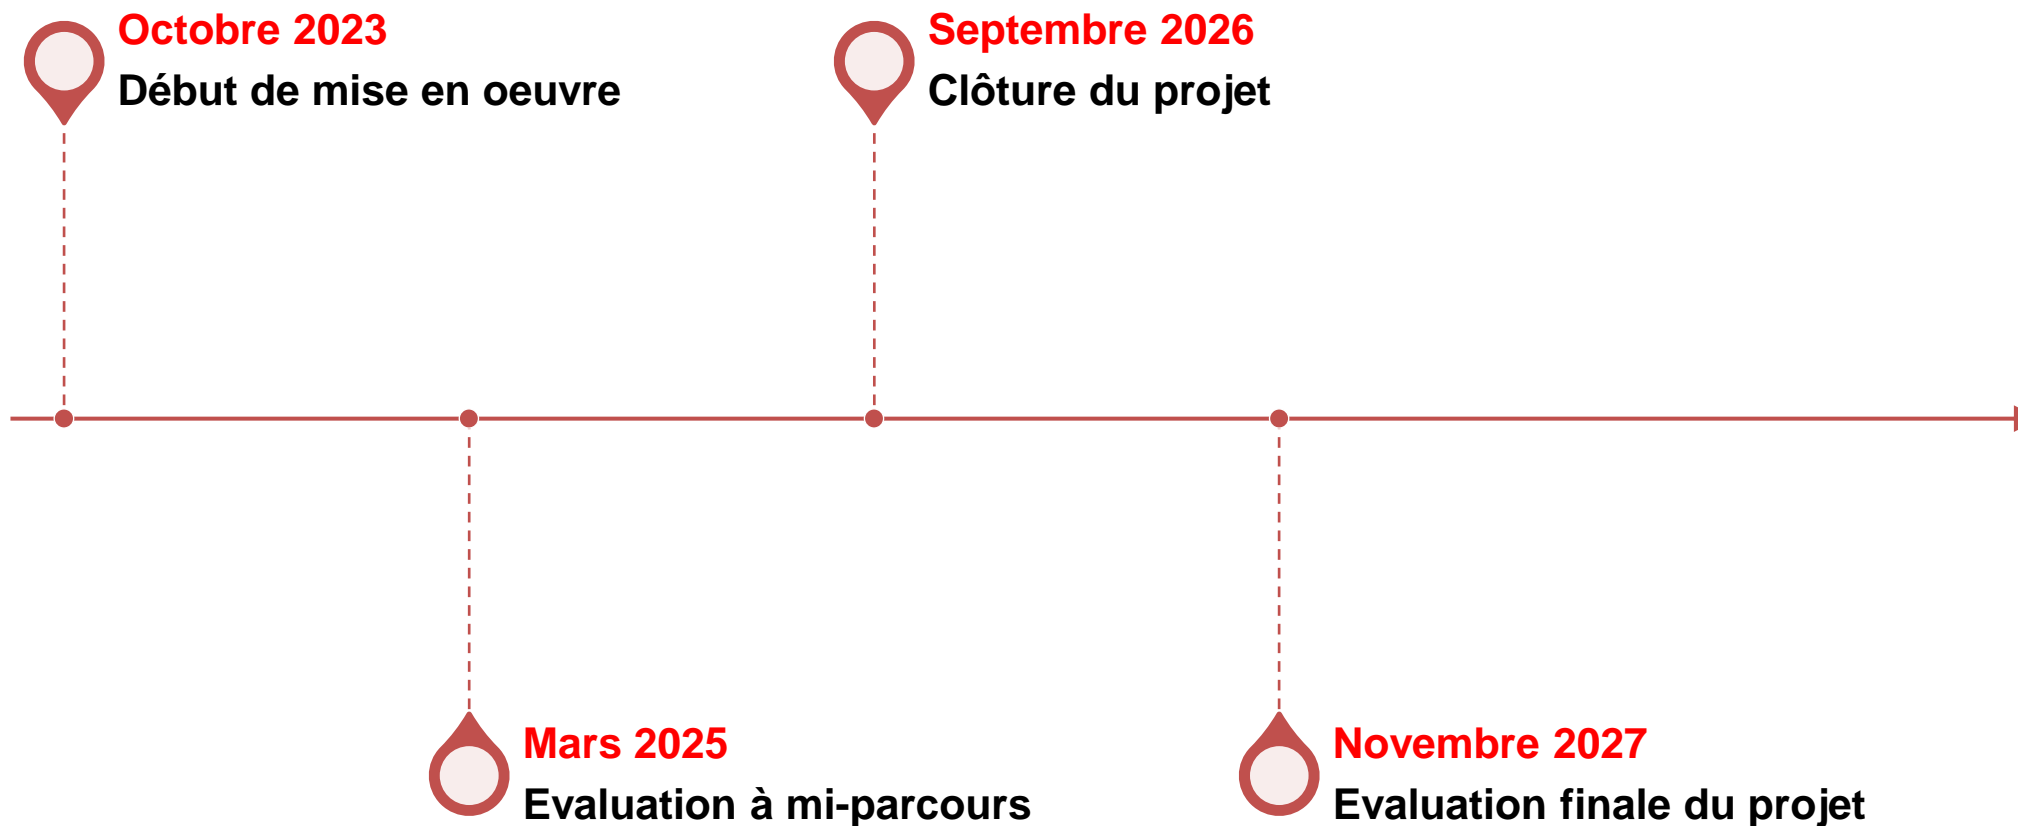 Octobre 2023
Début de mise en oeuvre
Septembre 2026
Clôture du projet
Mars 2025
Evaluation à mi-parcours
Novembre 2027
Evaluation finale du projet